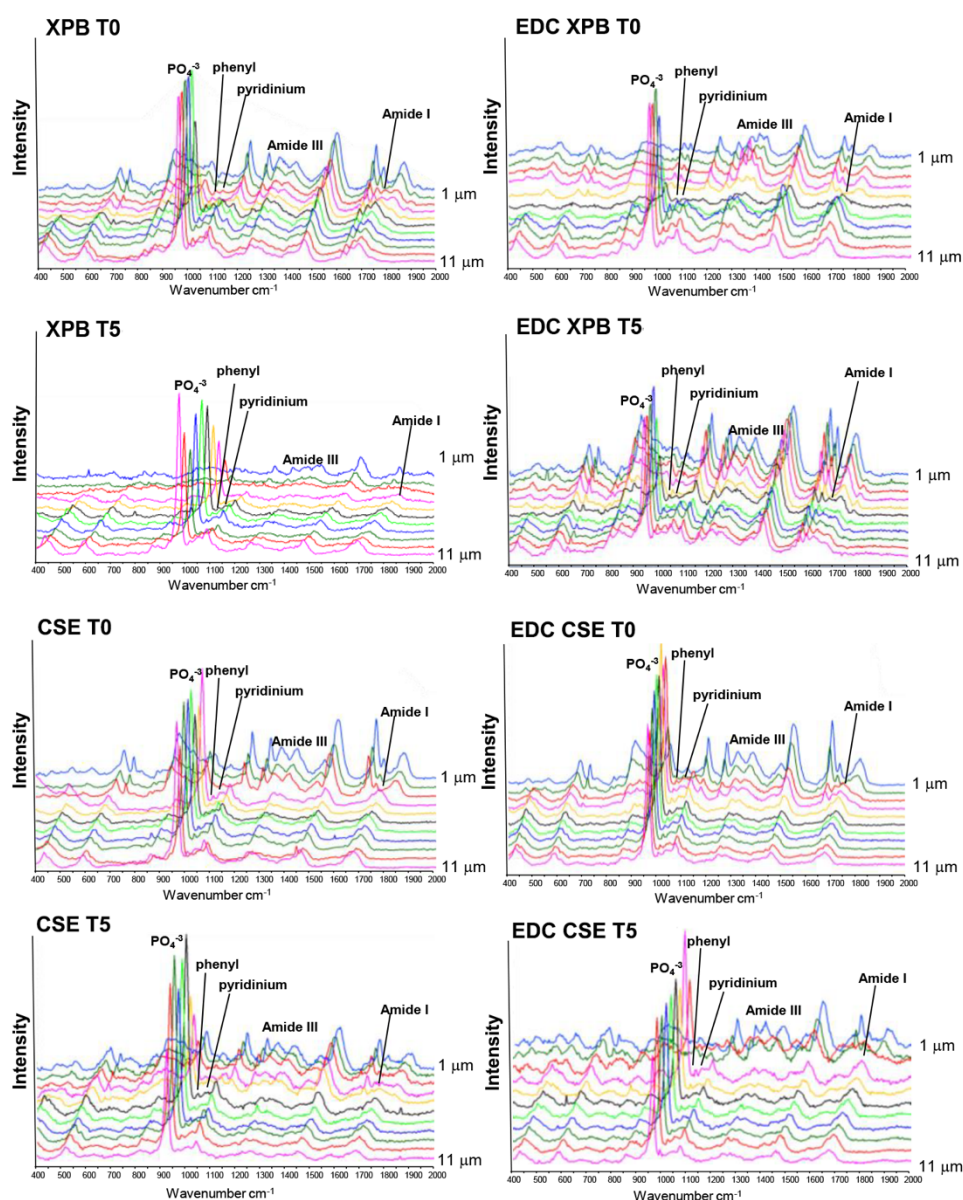 XPB T0
PO₄⁻³
phenyl
pyridinium
Amide III
Amide I
1 μm
11 μm
Intensity
400 500 600 700 800 900 1000 1100 1200 1300 1400 1500 1600 1700 1800 1900 2000
Wavenumber cm⁻¹
EDC XPB T0
PO₄⁻³
phenyl
pyridinium
Amide III
Amide I
1 μm
11 μm
Intensity
400 500 600 700 800 900 1000 1100 1200 1300 1400 1500 1600 1700 1800 1900 2000
Wavenumber cm⁻¹
XPB T5
PO₄⁻³
phenyl
pyridinium
Amide III
Amide I
1 μm
11 μm
Intensity
400 500 600 700 800 900 1000 1100 1200 1300 1400 1500 1600 1700 1800 1900 2000
Wavenumber cm⁻¹
EDC XPB T5
PO₄⁻³
phenyl
pyridinium
Amide III
Amide I
1 μm
11 μm
Intensity
400 500 600 700 800 900 1000 1100 1200 1300 1400 1500 1600 1700 1800 1900 2000
Wavenumber cm⁻¹
CSE T0
PO₄⁻³
phenyl
pyridinium
Amide III
Amide I
1 μm
11 μm
Intensity
400 500 600 700 800 900 1000 1100 1200 1300 1400 1500 1600 1700 1800 1900 2000
Wavenumber cm⁻¹
EDC CSE T0
PO₄⁻³
phenyl
pyridinium
Amide III
Amide I
1 μm
11 μm
Intensity
400 500 600 700 800 900 1000 1100 1200 1300 1400 1500 1600 1700 1800 1900 2000
Wavenumber cm⁻¹
CSE T5
PO₄⁻³
phenyl
pyridinium
Amide III
Amide I
1 μm
11 μm
Intensity
400 500 600 700 800 900 1000 1100 1200 1300 1400 1500 1600 1700 1800 1900 2000
Wavenumber cm⁻¹
EDC CSE T5
PO₄⁻³
phenyl
pyridinium
Amide III
Amide I
1 μm
11 μm
Intensity
400 500 600 700 800 900 1000 1100 1200 1300 1400 1500 1600 1700 1800 1900 2000
Wavenumber cm⁻¹